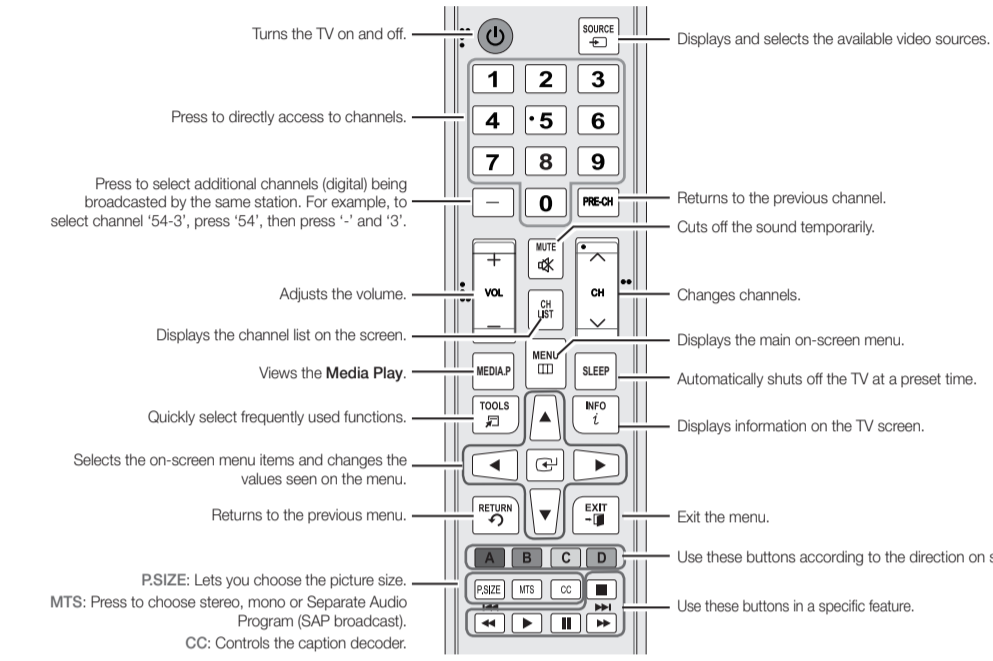 Turns the TV on and off.
SOURCE
Displays and selects the available video sources.
1 2 3
Press to directly access to channels.
4 5 6
7 8 9
Press to select additional channels (digital) being
broadcasted by the same station. For example, to
select channel ‘54-3’, press ‘54’, then press ‘-’ and ‘3’.
– 0 PRE-CH
Returns to the previous channel.
Cuts off the sound temporarily.
MUTE
+
VOL
–
CH
Adjusts the volume.
Changes channels.
CH
LIST
Displays the channel list on the screen.
MENU
Displays the main on-screen menu.
Views the Media Play.
MEDIA.P
SLEEP
Automatically shuts off the TV at a preset time.
Quickly select frequently used functions.
TOOLS
INFO
i
Displays information on the TV screen.
Selects the on-screen menu items and changes the
values seen on the menu.
Returns to the previous menu.
RETURN
EXIT
Exit the menu.
A B C D
Use these buttons according to the direction on s
P.SIZE: Lets you choose the picture size.
P.SIZE MTS CC
MTS: Press to choose stereo, mono or Separate Audio
Program (SAP broadcast).
Use these buttons in a specific feature.
CC: Controls the caption decoder.